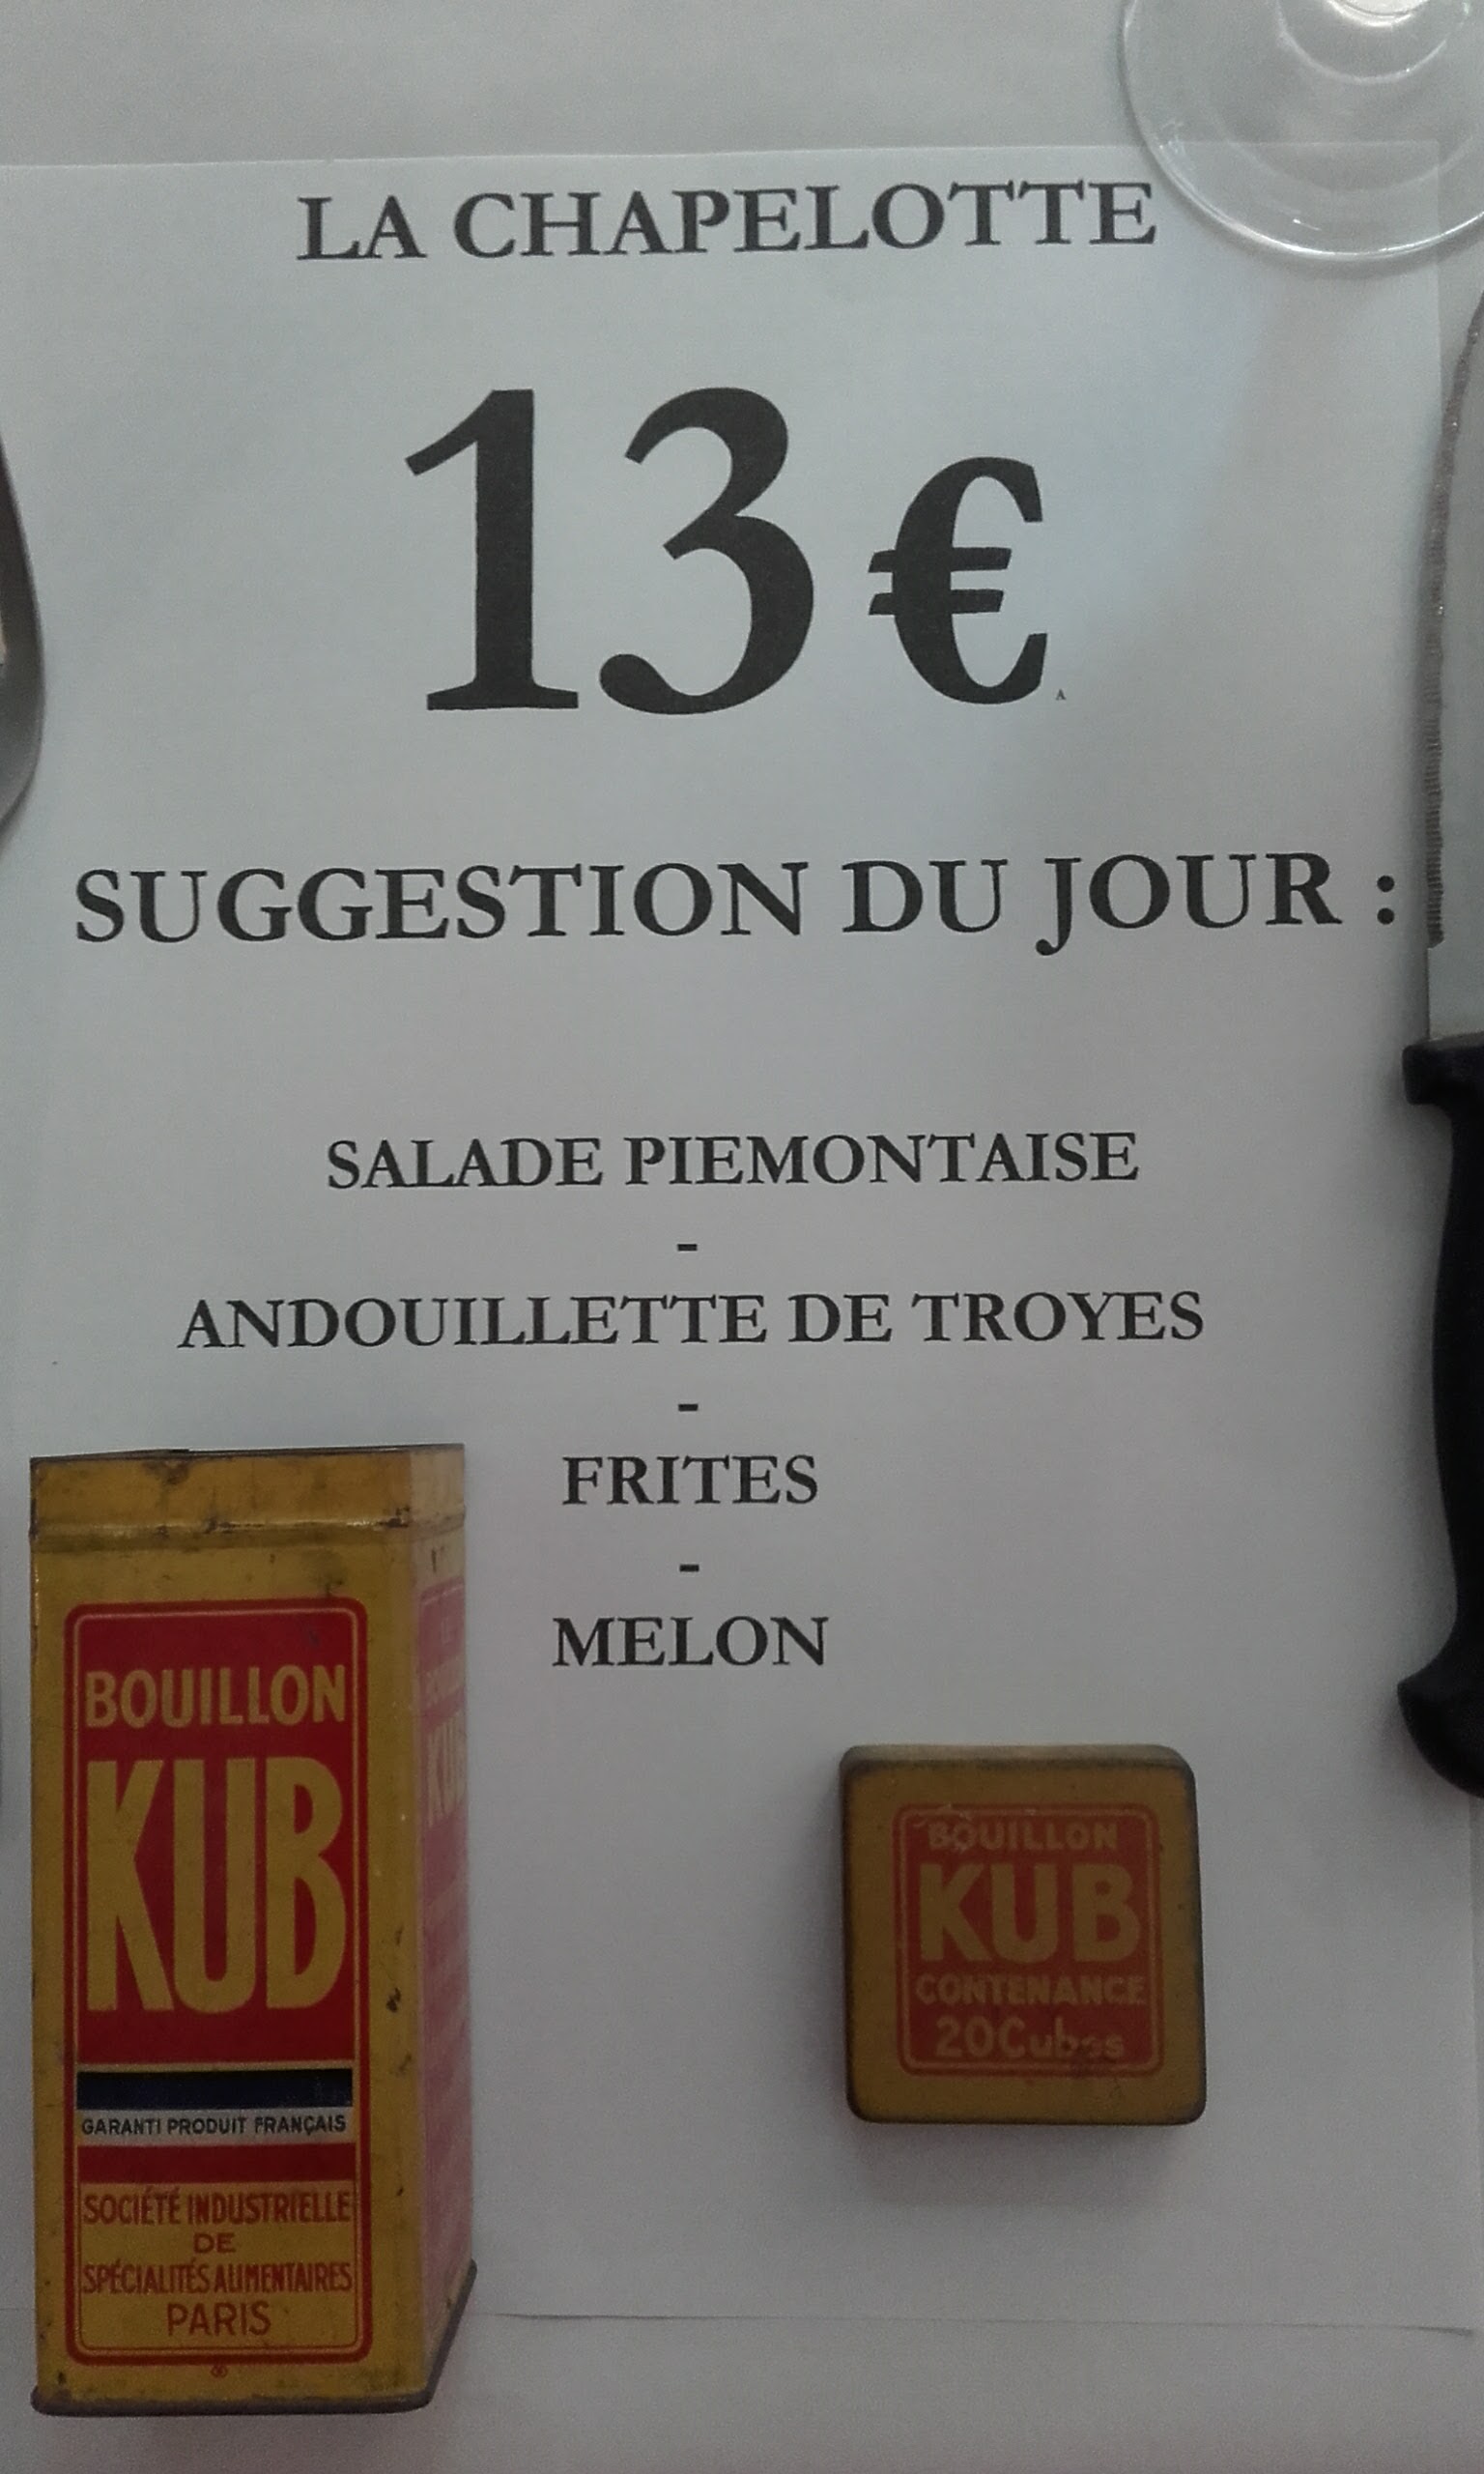 LA CHAPELOTTE
13 €
SUGGESTION DU JOUR :
SALADE PIEMONTAISE
-
ANDOUILLETTE DE TROYES
-
FRITES
-
MELON
BOUILLON
KUB
GARANTI PRODUIT FRANÇAIS
SOCIÉTÉ INDUSTRIELLE
DE
SPÉCIALITÉS ALIMENTAIRES
PARIS
KUB
BOUILLON
KUB
CONTENANCE
20 Cubes